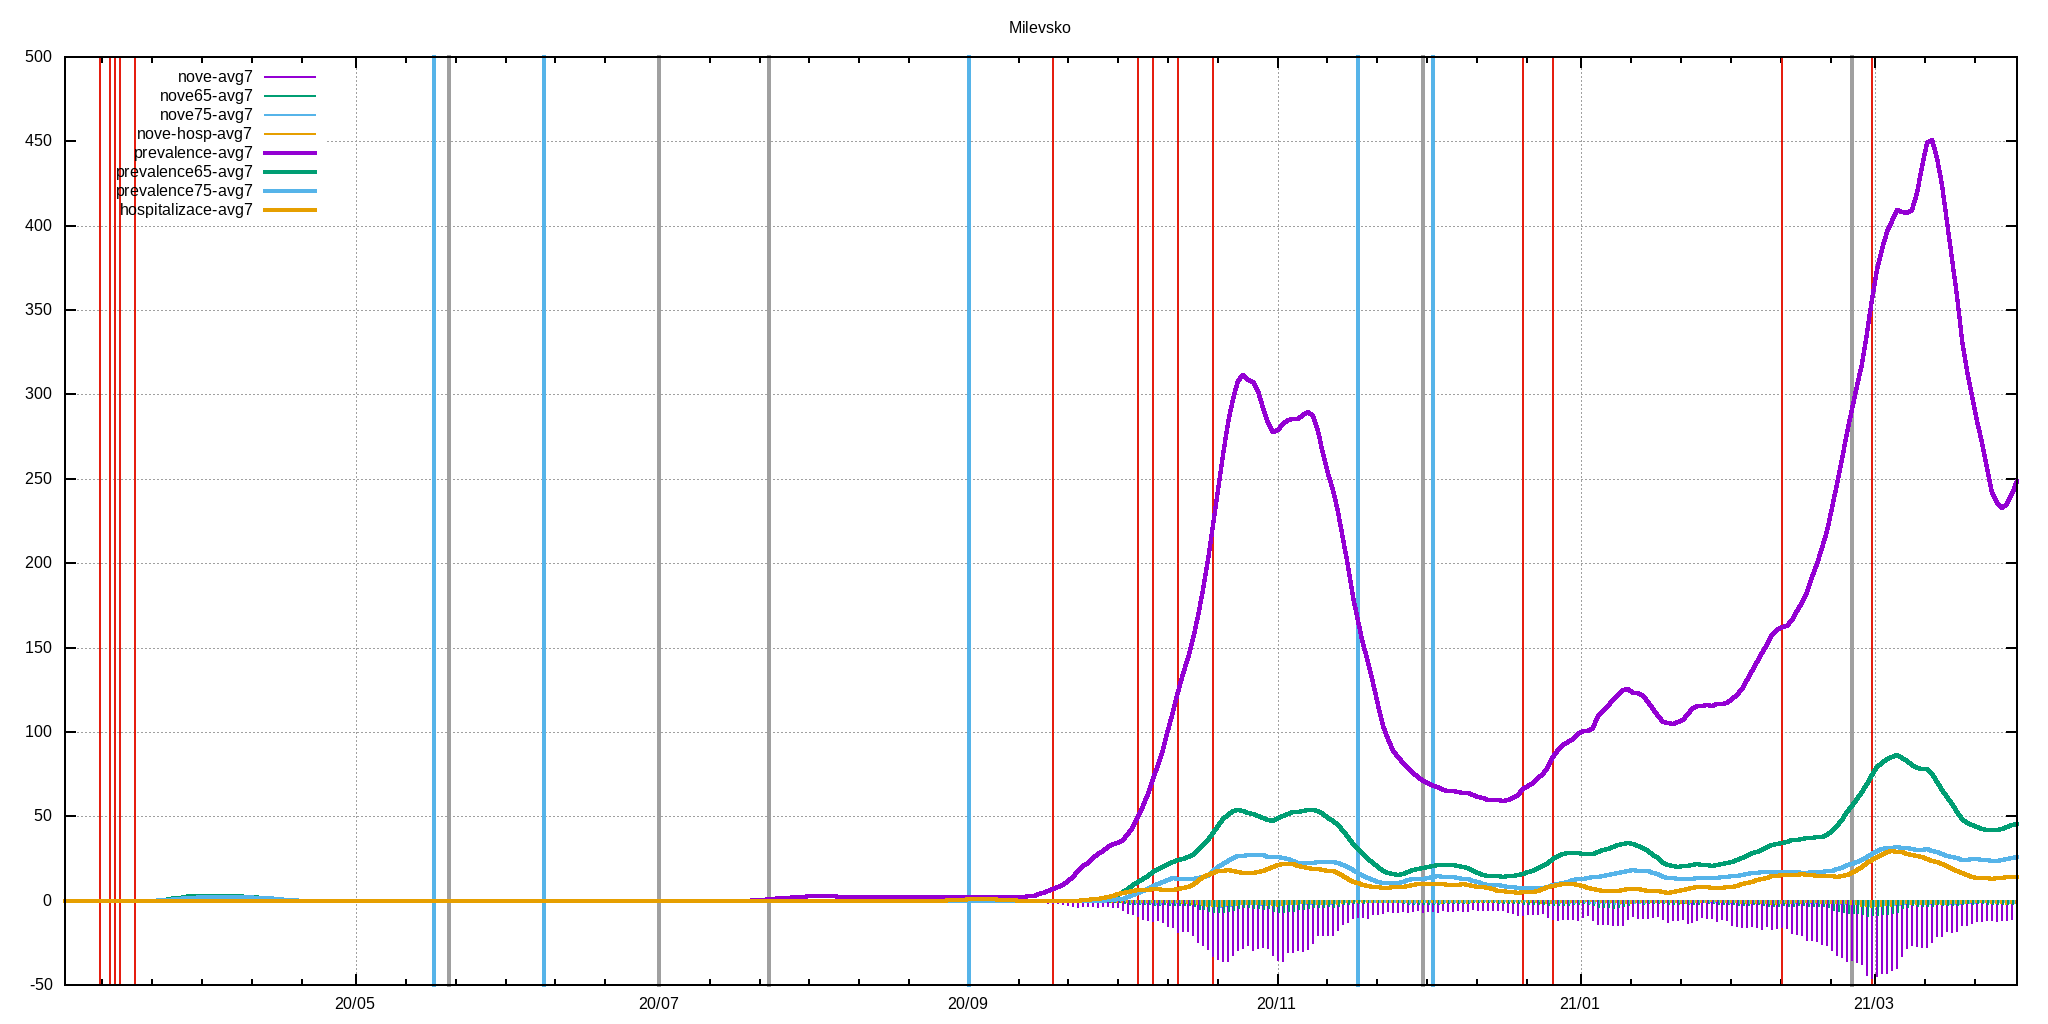 Milevsko
500
450
400
350
300
250
200
150
100
50
0
-50
nove-avg7
nove65-avg7
nove75-avg7
nove-hosp-avg7
prevalence-avg7
prevalence65-avg7
prevalence75-avg7
hospitalizace-avg7
20/05 20/07 20/09 20/11 21/01 21/03